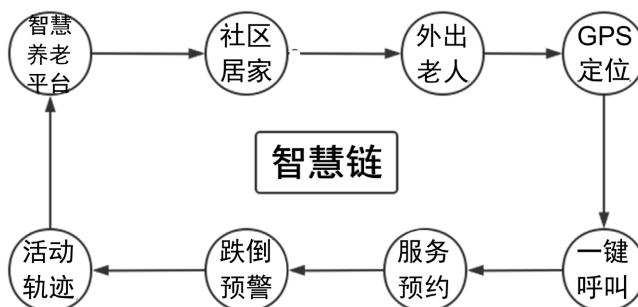 智慧
养老
平台
社区
居家
外出
老人
GPS
定位
智慧链
活动
轨迹
跌倒
预警
服务
预约
一键
呼叫